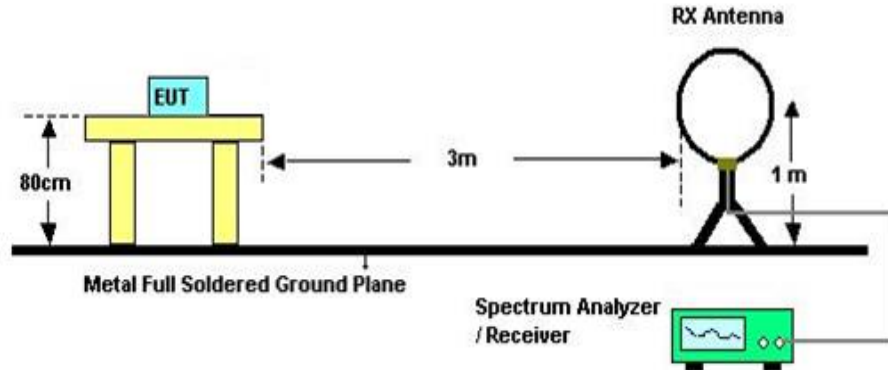 RX Antenna
EUT
80cm
3m
1 m
Metal Full Soldered Ground Plane
Spectrum Analyzer
/ Receiver